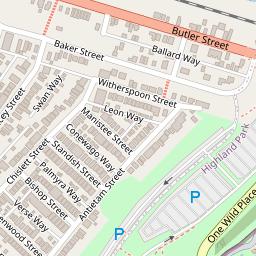 Butler Street
Baker Street
Ballard Way
Witherspoon Street
Swan Way
Leon Way
Manistee Street
Conewago Way
Standish Street
Chislett Street
Palmyra Way
Bishop Street
Verse Way
Antietam Street
Highland Park
P
P
One Wild Place